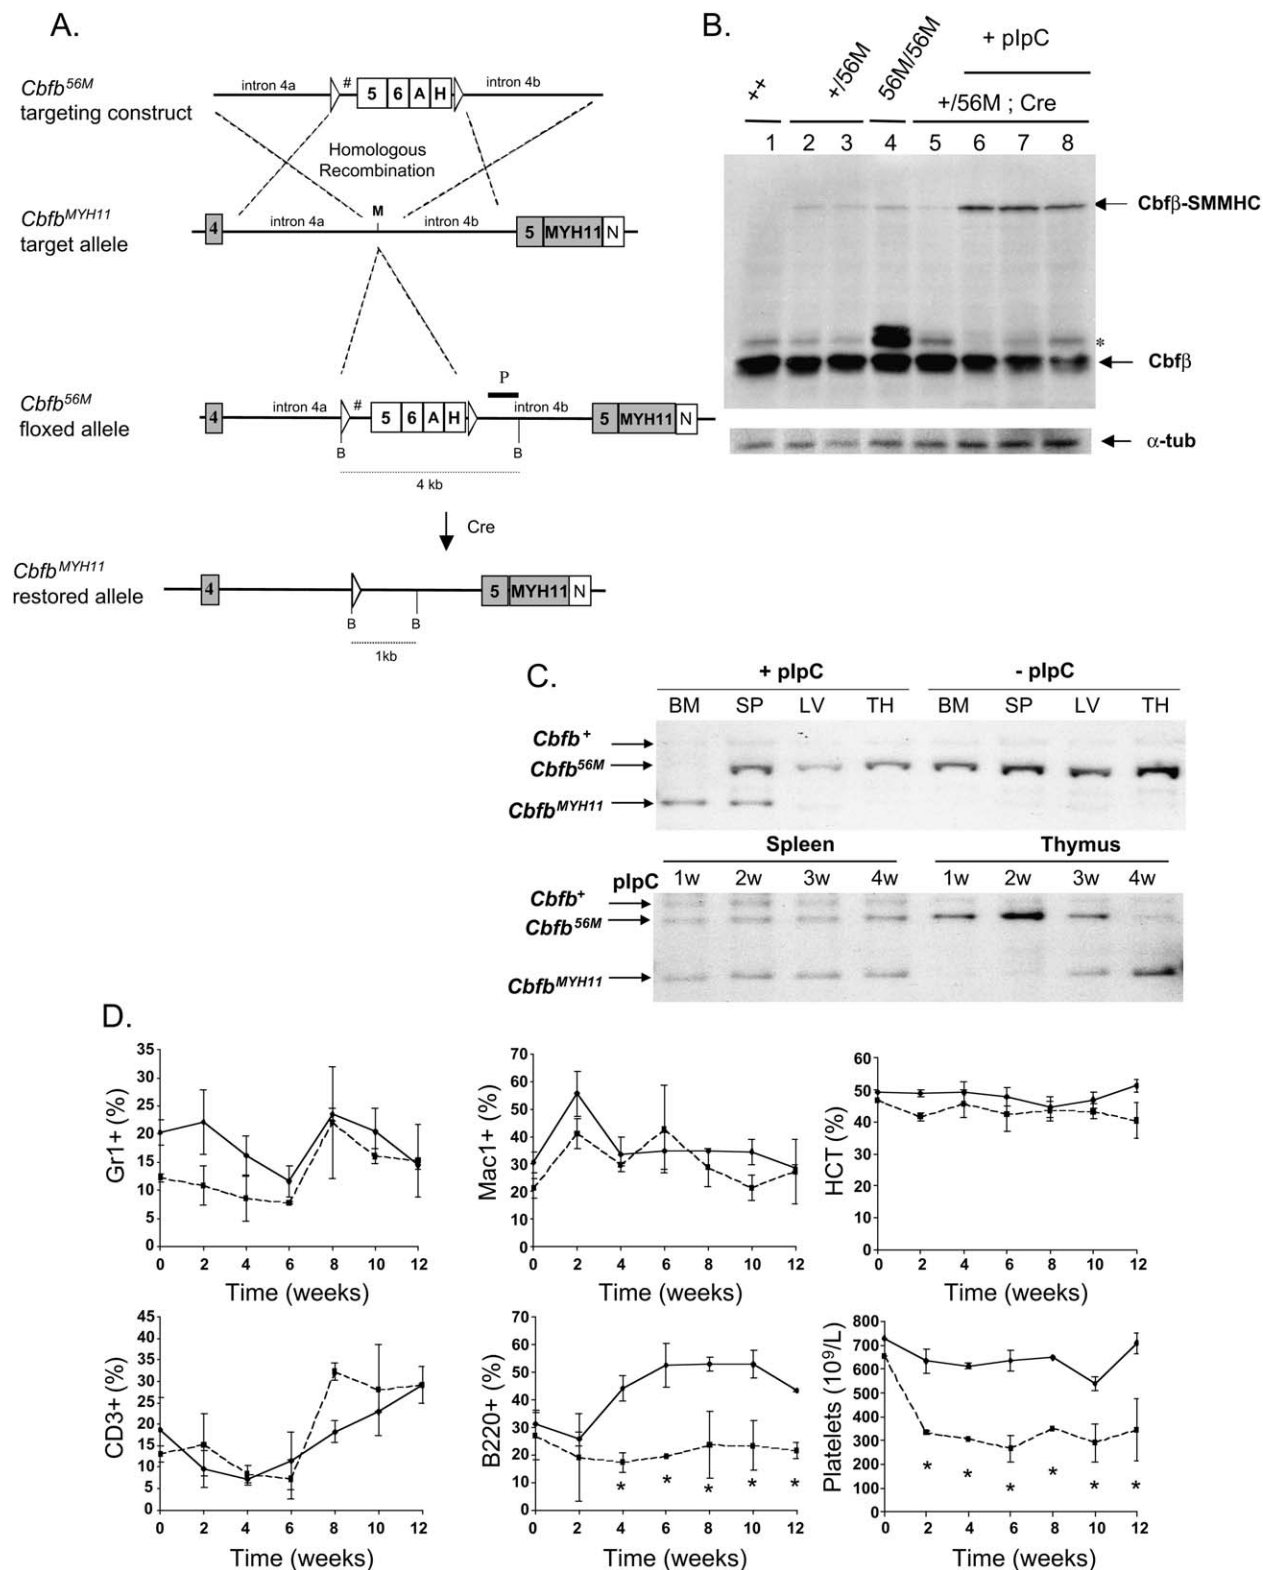 A.
Cbfb56M
targeting construct
intron 4a
#
5 6 A H
intron 4b
Homologous
Recombination
CbfbMYH11
target allele
4
intron 4a
M
intron 4b
5 MYH11 N
P
Cbfb56M
floxed allele
4
intron 4a
#
5 6 A H
intron 4b
5 MYH11 N
B
B
4 kb
Cre
CbfbMYH11
restored allele
4
5 MYH11 N
B
B
1kb
B.
+ pIpC
++
+/56M
56M/56M
+/56M ; Cre
1 2 3 4 5 6 7 8
Cbfβ-SMMHC
*
Cbfβ
α-tub
C.
+ pIpC
- pIpC
BM SP LV TH BM SP LV TH
Cbfb+
Cbfb56M
CbfbMYH11
Spleen
Thymus
pIpC 1w 2w 3w 4w 1w 2w 3w 4w
Cbfb+
Cbfb56M
CbfbMYH11
D.
Gr1+ (%)
35
30
25
20
15
10
5
0
0 2 4 6 8 10 12
Time (weeks)
Mac1+ (%)
70
60
50
40
30
20
10
0
0 2 4 6 8 10 12
Time (weeks)
HCT (%)
60
50
40
30
20
10
0
0 2 4 6 8 10 12
Time (weeks)
CD3+ (%)
45
40
35
30
25
20
15
10
5
0
0 2 4 6 8 10 12
Time (weeks)
B220+ (%)
70
60
50
40
30
20
10
0
* * * * *
0 2 4 6 8 10 12
Time (weeks)
Platelets (10⁹/L)
800
700
600
500
400
300
200
100
0
* * * * * *
0 2 4 6 8 10 12
Time (weeks)